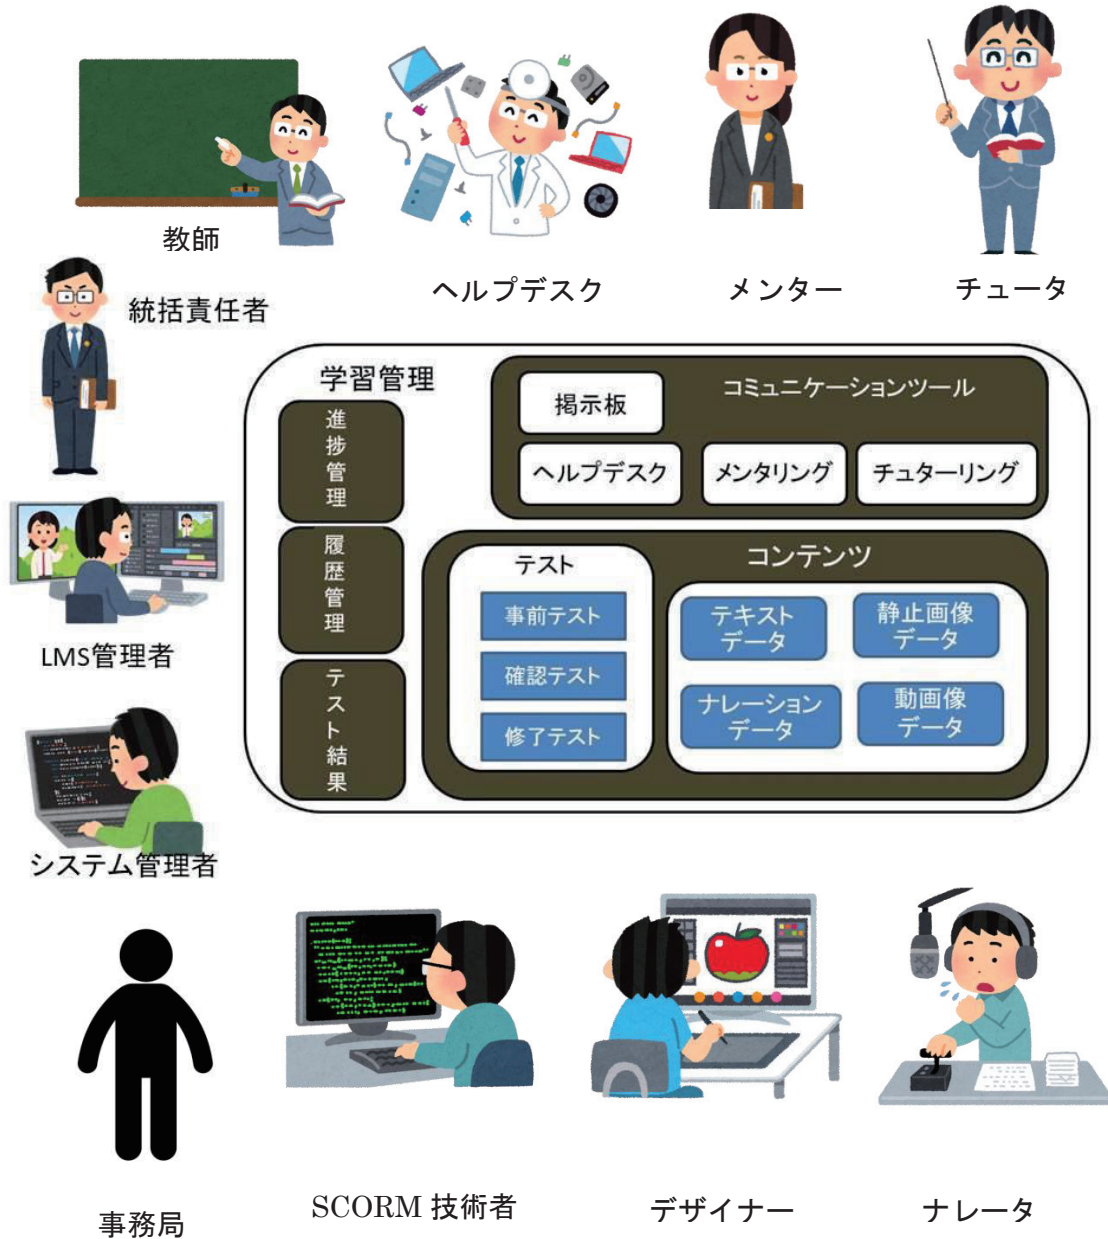 教師
ヘルプデスク
メンター
チュータ
統括責任者
学習管理
進捗管理
履歴管理
テスト結果
コミュニケーションツール
掲示板
ヘルプデスク
メンタリング
チュターリング
コンテンツ
テスト
事前テスト
確認テスト
修了テスト
テキスト
データ
静止画像
データ
ナレーション
データ
動画像
データ
LMS管理者
システム管理者
事務局
SCORM 技術者
デザイナー
ナレータ